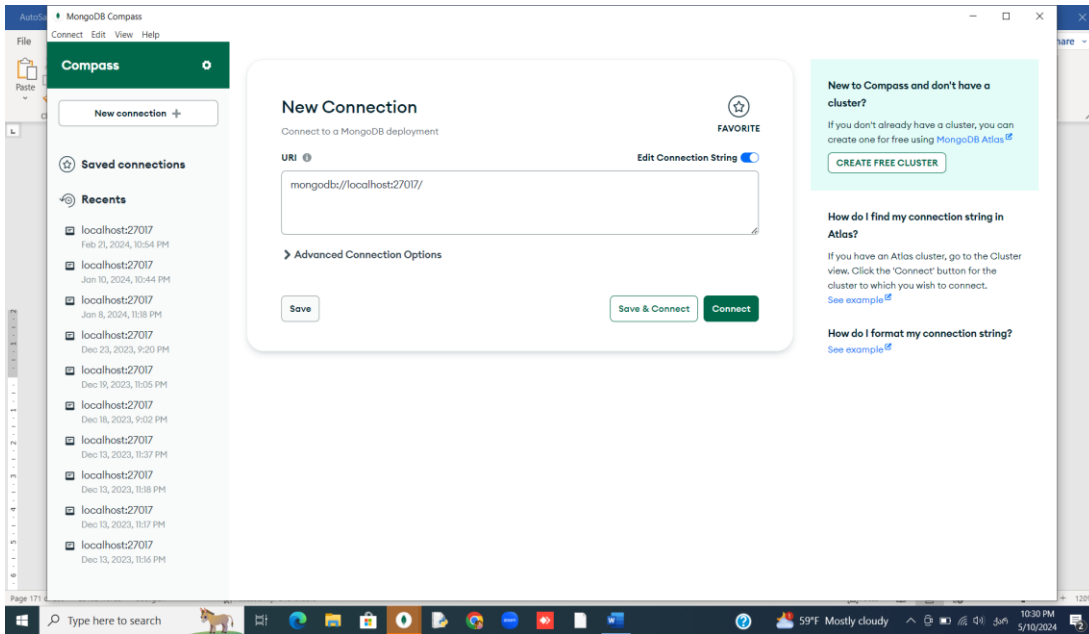 AutoSa
MongoDB Compass
Connect Edit View Help
File
hare
Compass
Paste
New connection
Saved connections
Recents
localhost:27017
Feb 21, 2024, 10:54 PM
localhost:27017
Jan 10, 2024, 10:44 PM
localhost:27017
Jan 8, 2024, 11:18 PM
localhost:27017
Dec 23, 2023, 9:20 PM
localhost:27017
Dec 19, 2023, 11:05 PM
localhost:27017
Dec 18, 2023, 9:02 PM
localhost:27017
Dec 13, 2023, 11:37 PM
localhost:27017
Dec 13, 2023, 11:18 PM
localhost:27017
Dec 13, 2023, 11:17 PM
localhost:27017
Dec 13, 2023, 11:16 PM
New Connection
Connect to a MongoDB deployment
FAVORITE
URI
Edit Connection String
mongodb://localhost:27017/
Advanced Connection Options
Save
Save & Connect
Connect
New to Compass and don't have a
cluster?
If you don't already have a cluster, you can
create one for free using MongoDB Atlas
CREATE FREE CLUSTER
How do I find my connection string in
Atlas?
If you have an Atlas cluster, go to the Cluster
view. Click the 'Connect' button for the
cluster to which you wish to connect.
See example
How do I format my connection string?
See example
Page 171
120%
Type here to search
59°F Mostly cloudy
ქარ
10:30 PM
5/10/2024
2